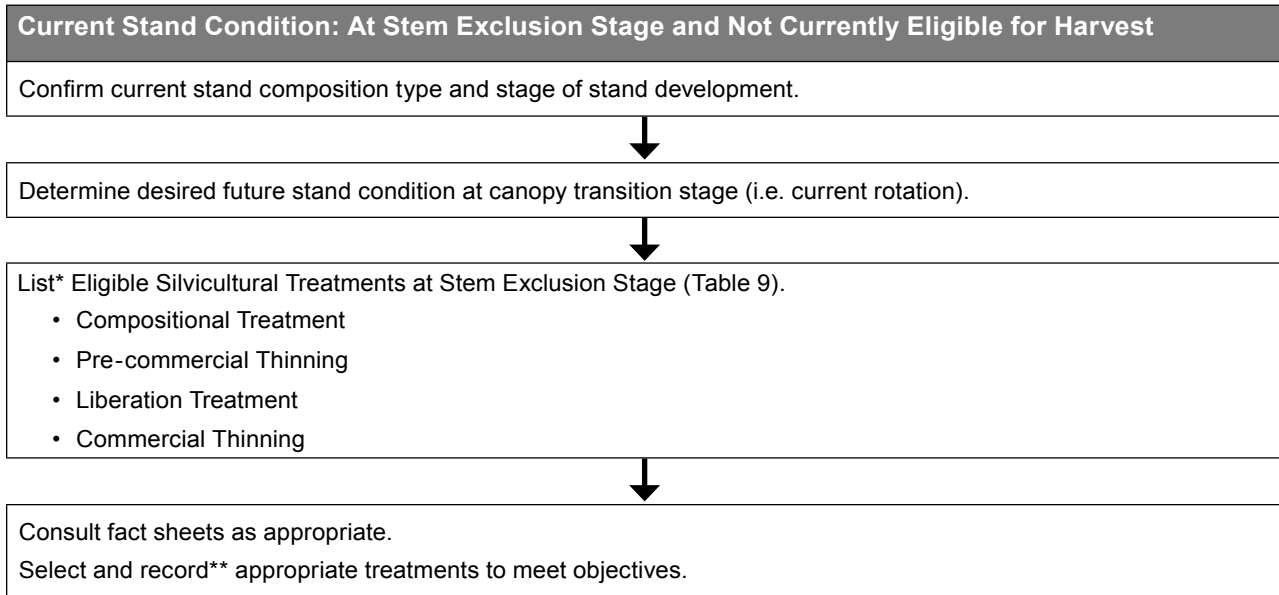 Current Stand Condition: At Stem Exclusion Stage and Not Currently Eligible for Harvest
Confirm current stand composition type and stage of stand development.
Determine desired future stand condition at canopy transition stage (i.e. current rotation).
List* Eligible Silvicultural Treatments at Stem Exclusion Stage (Table 9).
• Compositional Treatment
• Pre-commercial Thinning
• Liberation Treatment
• Commercial Thinning
Consult fact sheets as appropriate.
Select and record** appropriate treatments to meet objectives.